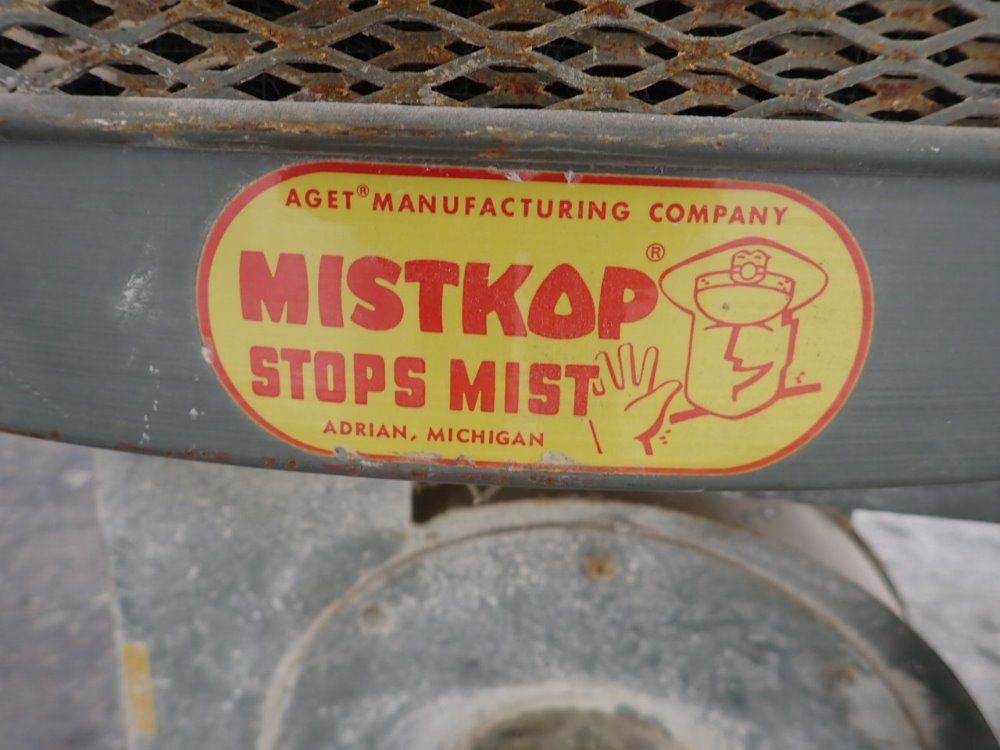 AGET® MANUFACTURING COMPANY
MISTKOP®
STOPS MIST
ADRIAN, MICHIGAN